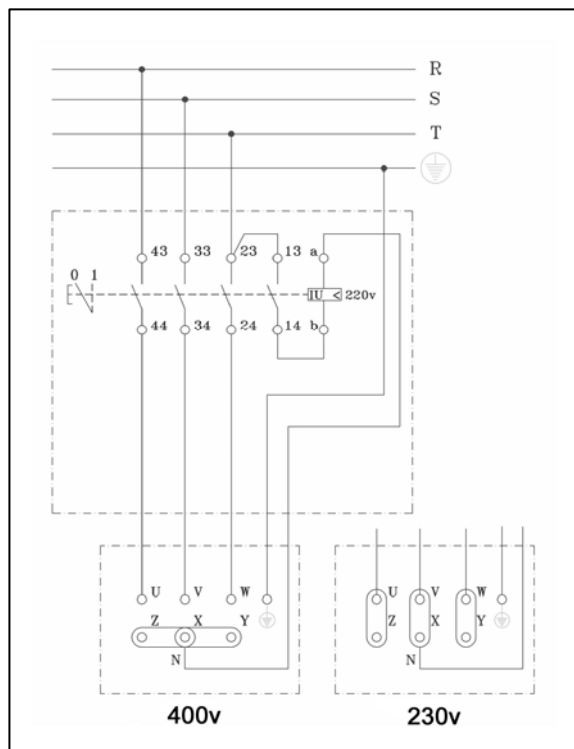 R
S
T
43 33 23 13 a
0 1
IU < 220v
44 34 24 14 b
U V W
Z X Y
N
U V W
Z X Y
N
400v 230v